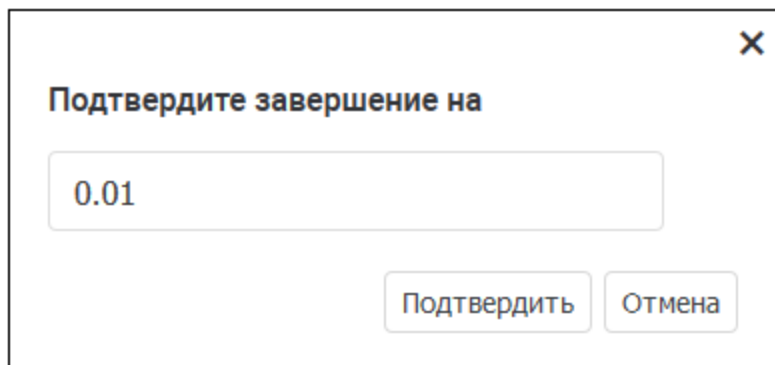 Подтвердите завершение на
0.01
Подтвердить Отмена